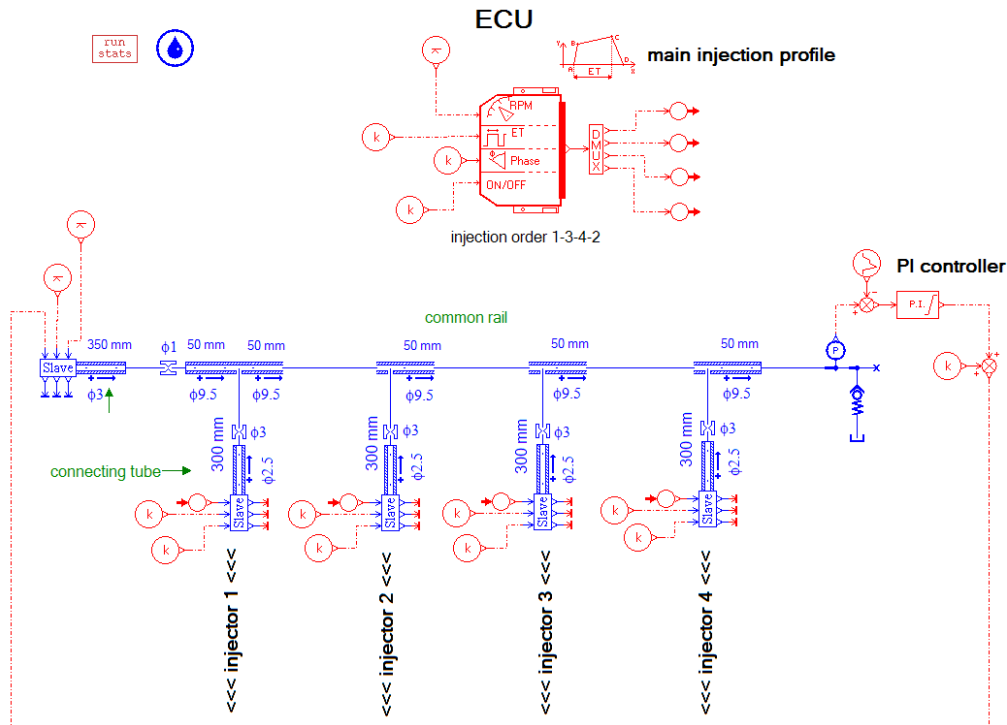 ECU
run
stats
main injection profile
Y
B
C
A
D
X
ET
k
RPM
k
ET
k
Phase
k
ON/OFF
D
M
U
X
injection order 1-3-4-2
k
k
PI controller
-
+
P.I.
common rail
350 mm
ϕ1
50 mm
50 mm
50 mm
50 mm
50 mm
Slave
P
k
+
+
x
ϕ3
ϕ9.5
ϕ9.5
ϕ9.5
ϕ9.5
ϕ9.5
300 mm
ϕ3
ϕ2.5
300 mm
ϕ3
ϕ2.5
300 mm
ϕ3
ϕ2.5
300 mm
ϕ3
ϕ2.5
connecting tube
k
k
Slave
k
k
Slave
k
k
Slave
k
k
Slave
<<< injector 1 <<<
<<< injector 2 <<<
<<< injector 3 <<<
<<< injector 4 <<<